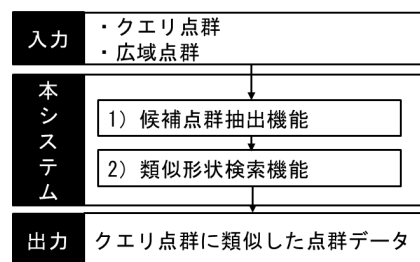 入力
・クエリ点群
・広域点群
本システム
1）候補点群抽出機能
2）類似形状検索機能
出力
クエリ点群に類似した点群データ